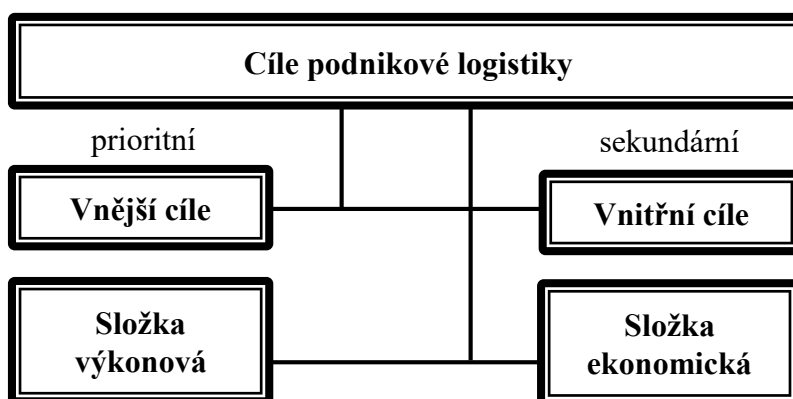 Cíle podnikové logistiky
prioritní
sekundární
Vnější cíle
Vnitřní cíle
Složka
výkonová
Složka
ekonomická